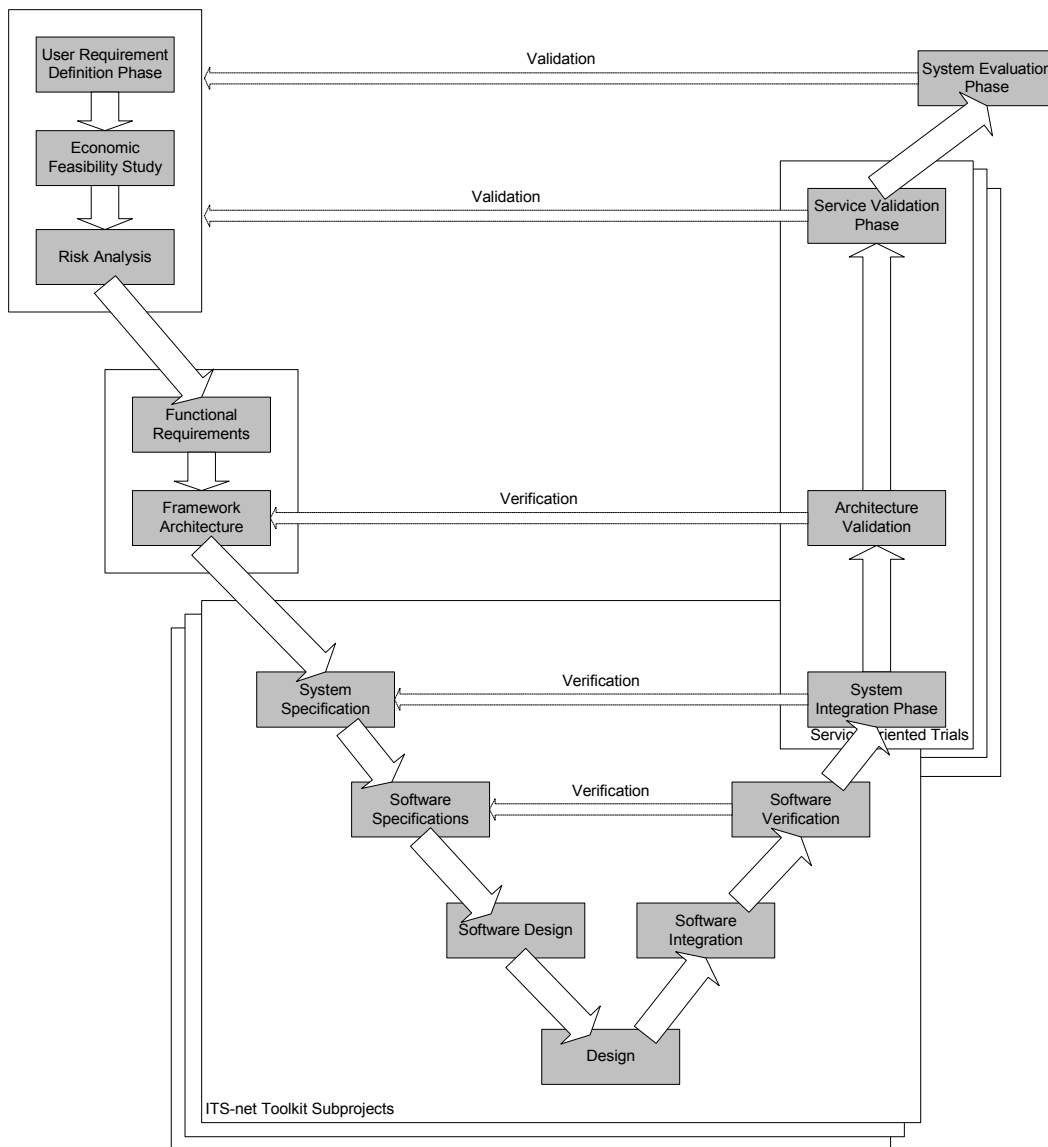 User Requirement
Definition Phase
Validation
System Evaluation
Phase
Economic
Feasibility Study
Validation
Service Validation
Phase
Risk Analysis
Functional
Requirements
Framework
Architecture
Verification
Architecture
Validation
System
Specification
Verification
System
Integration Phase
Trials
Software
Specifications
Verification
Software
Verification
Software Design
Software
Integration
Design
ITS-net Toolkit Subprojects